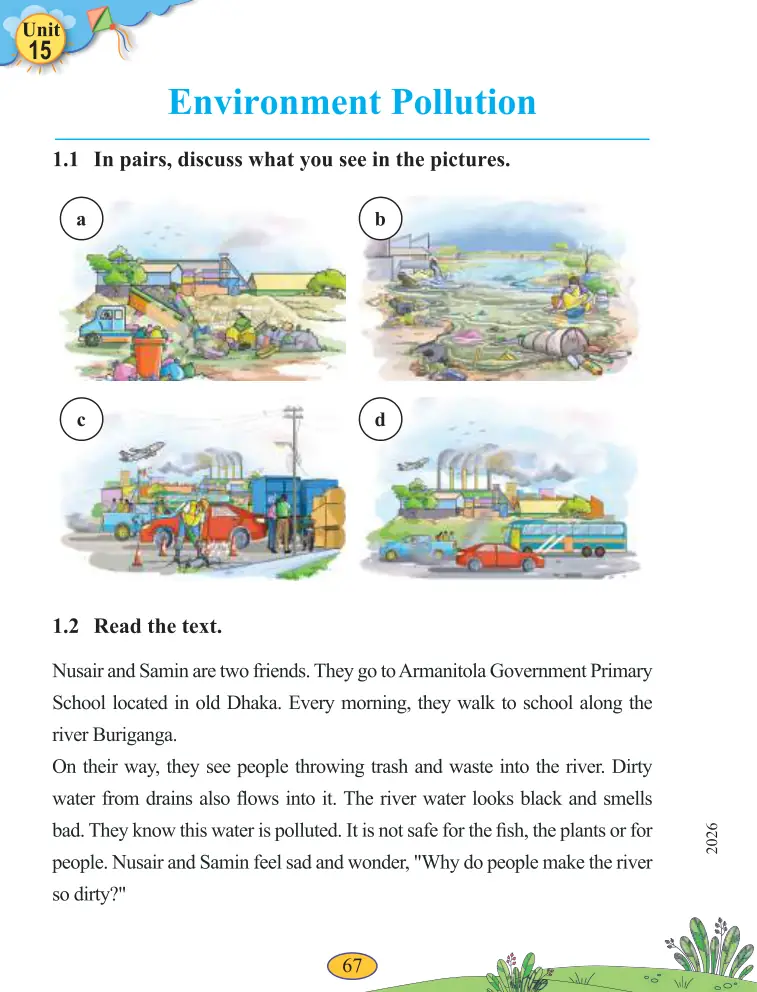 Unit
15
Environment Pollution
1.1 In pairs, discuss what you see in the pictures.
a
b
c
d
1.2 Read the text.
Nusair and Samin are two friends. They go to Armanitola Government Primary
School located in old Dhaka. Every morning, they walk to school along the
river Buriganga.
On their way, they see people throwing trash and waste into the river. Dirty
water from drains also flows into it. The river water looks black and smells
bad. They know this water is polluted. It is not safe for the fish, the plants or for
people. Nusair and Samin feel sad and wonder, "Why do people make the river
so dirty?"
2026
67